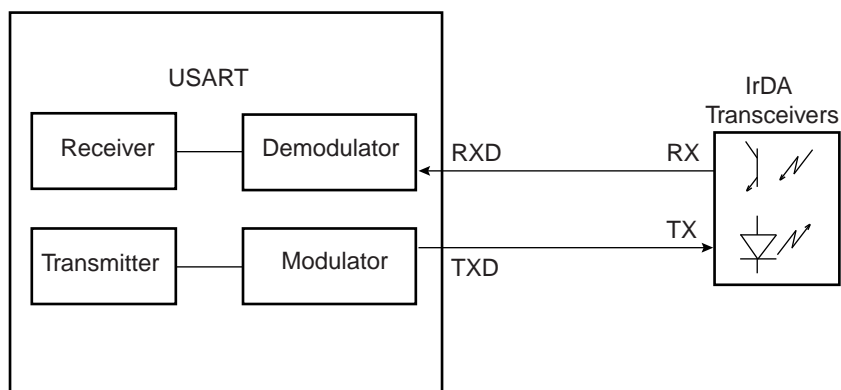 USART
IrDA
Transceivers
Receiver
Demodulator
RXD
RX
Transmitter
Modulator
TXD
TX